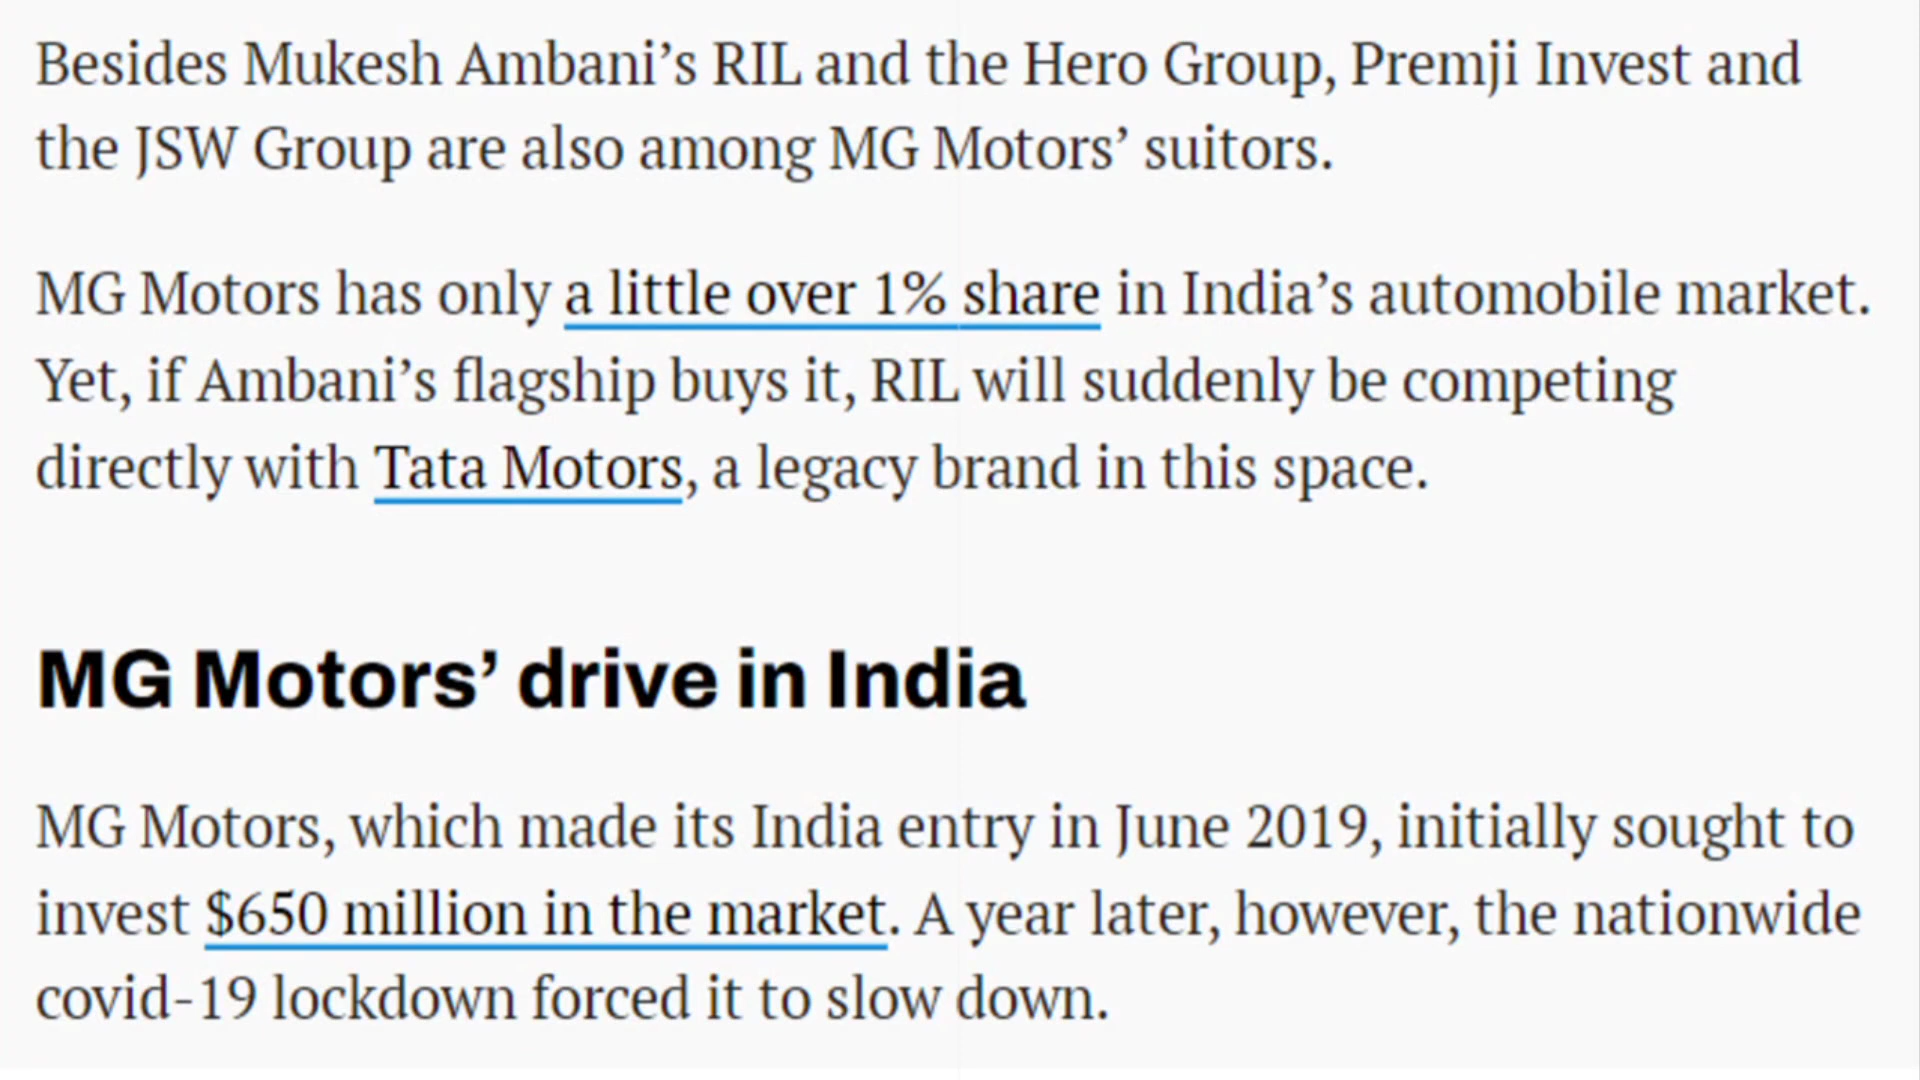 Besides Mukesh Ambani’s RIL and the Hero Group, Premji Invest and
the JSW Group are also among MG Motors’ suitors.
MG Motors has only a little over 1% share in India’s automobile market.
Yet, if Ambani’s flagship buys it, RIL will suddenly be competing
directly with Tata Motors, a legacy brand in this space.
MG Motors’ drive in India
MG Motors, which made its India entry in June 2019, initially sought to
invest $650 million in the market. A year later, however, the nationwide
covid-19 lockdown forced it to slow down.